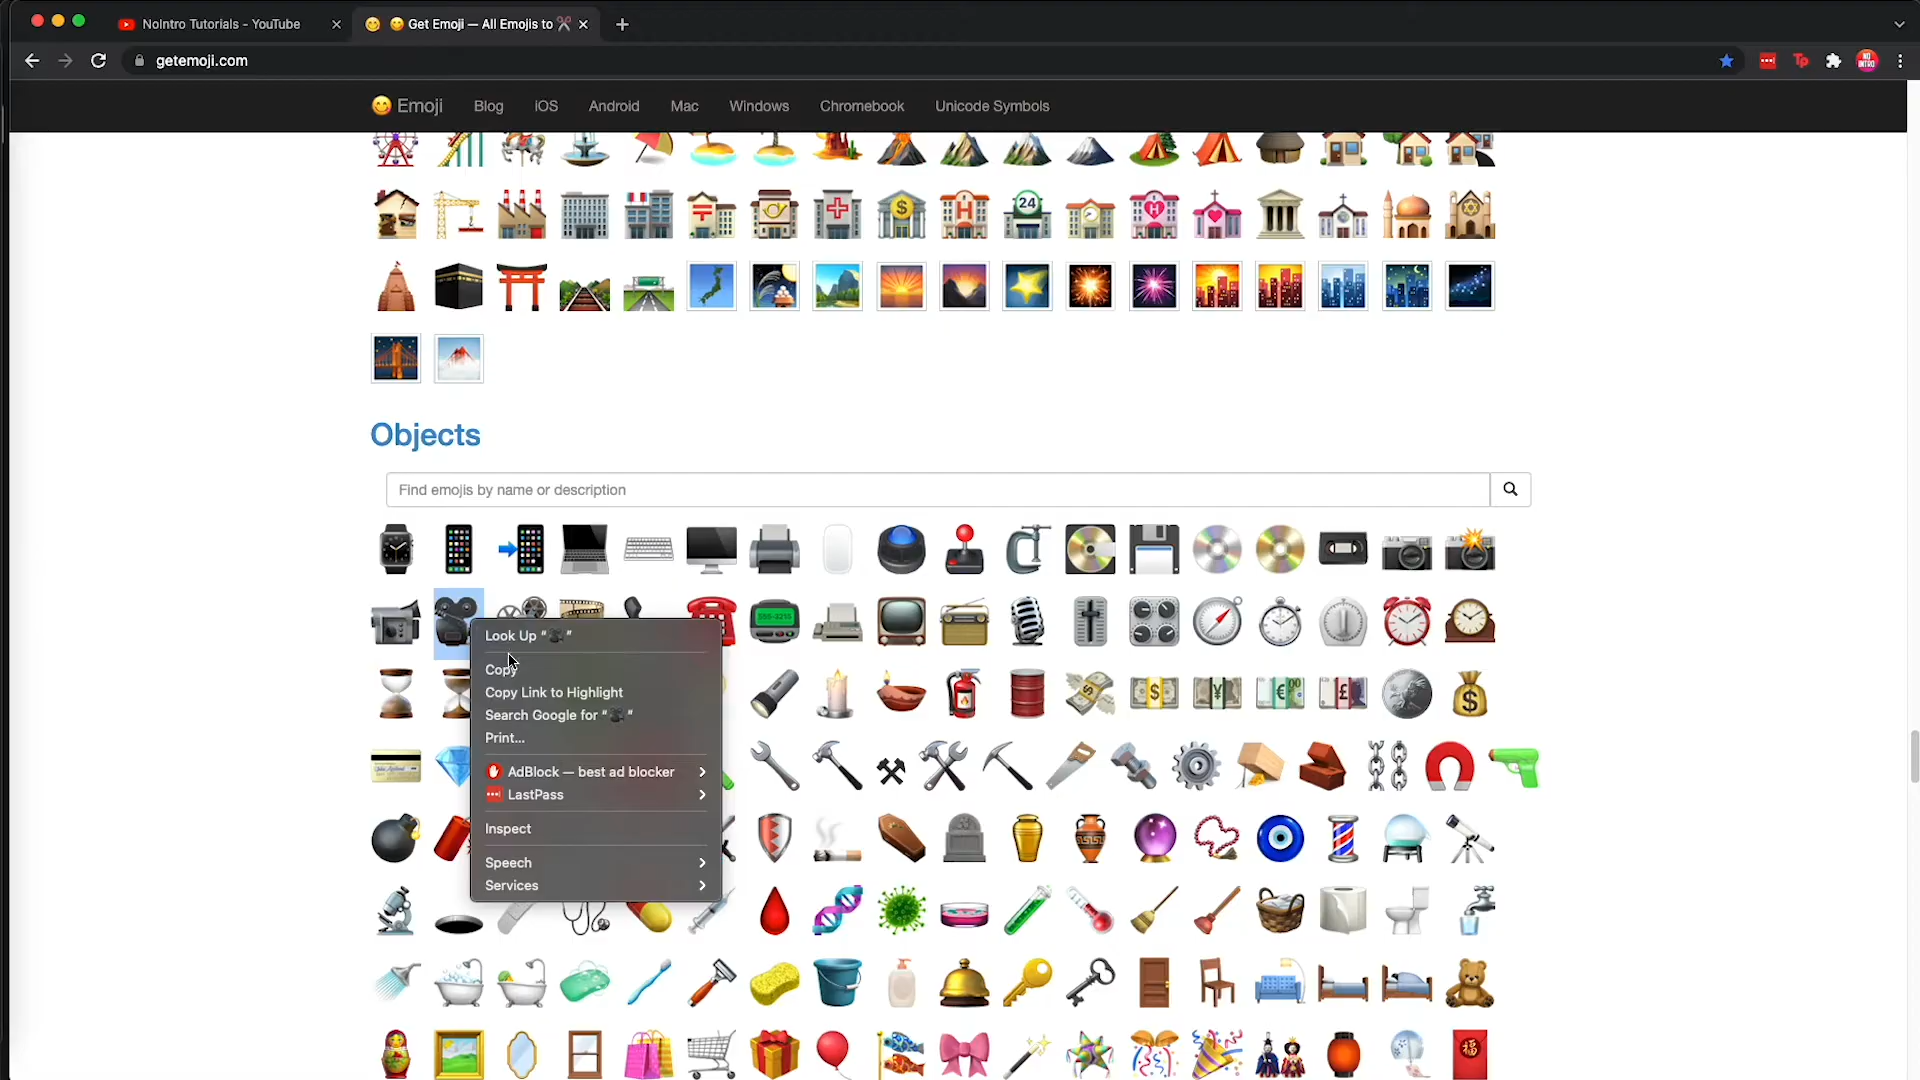 NoIntro Tutorials - YouTube
Get Emoji — All Emojis to
getemoji.com
Emoji Blog iOS Android Mac Windows Chromebook Unicode Symbols
24
Objects
Find emojis by name or description
Look Up “ ”
Copy
Copy Link to Highlight
Search Google for “ ”
Print...
AdBlock — best ad blocker
LastPass
Inspect
Speech
Services